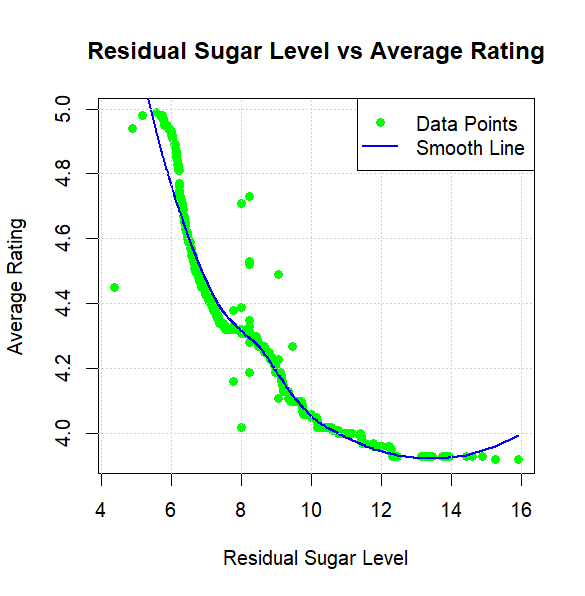 Residual Sugar Level vs Average Rating
Data Points
Smooth Line
5.0
4.8
4.6
4.4
4.2
4.0
Average Rating
4 6 8 10 12 14 16
Residual Sugar Level